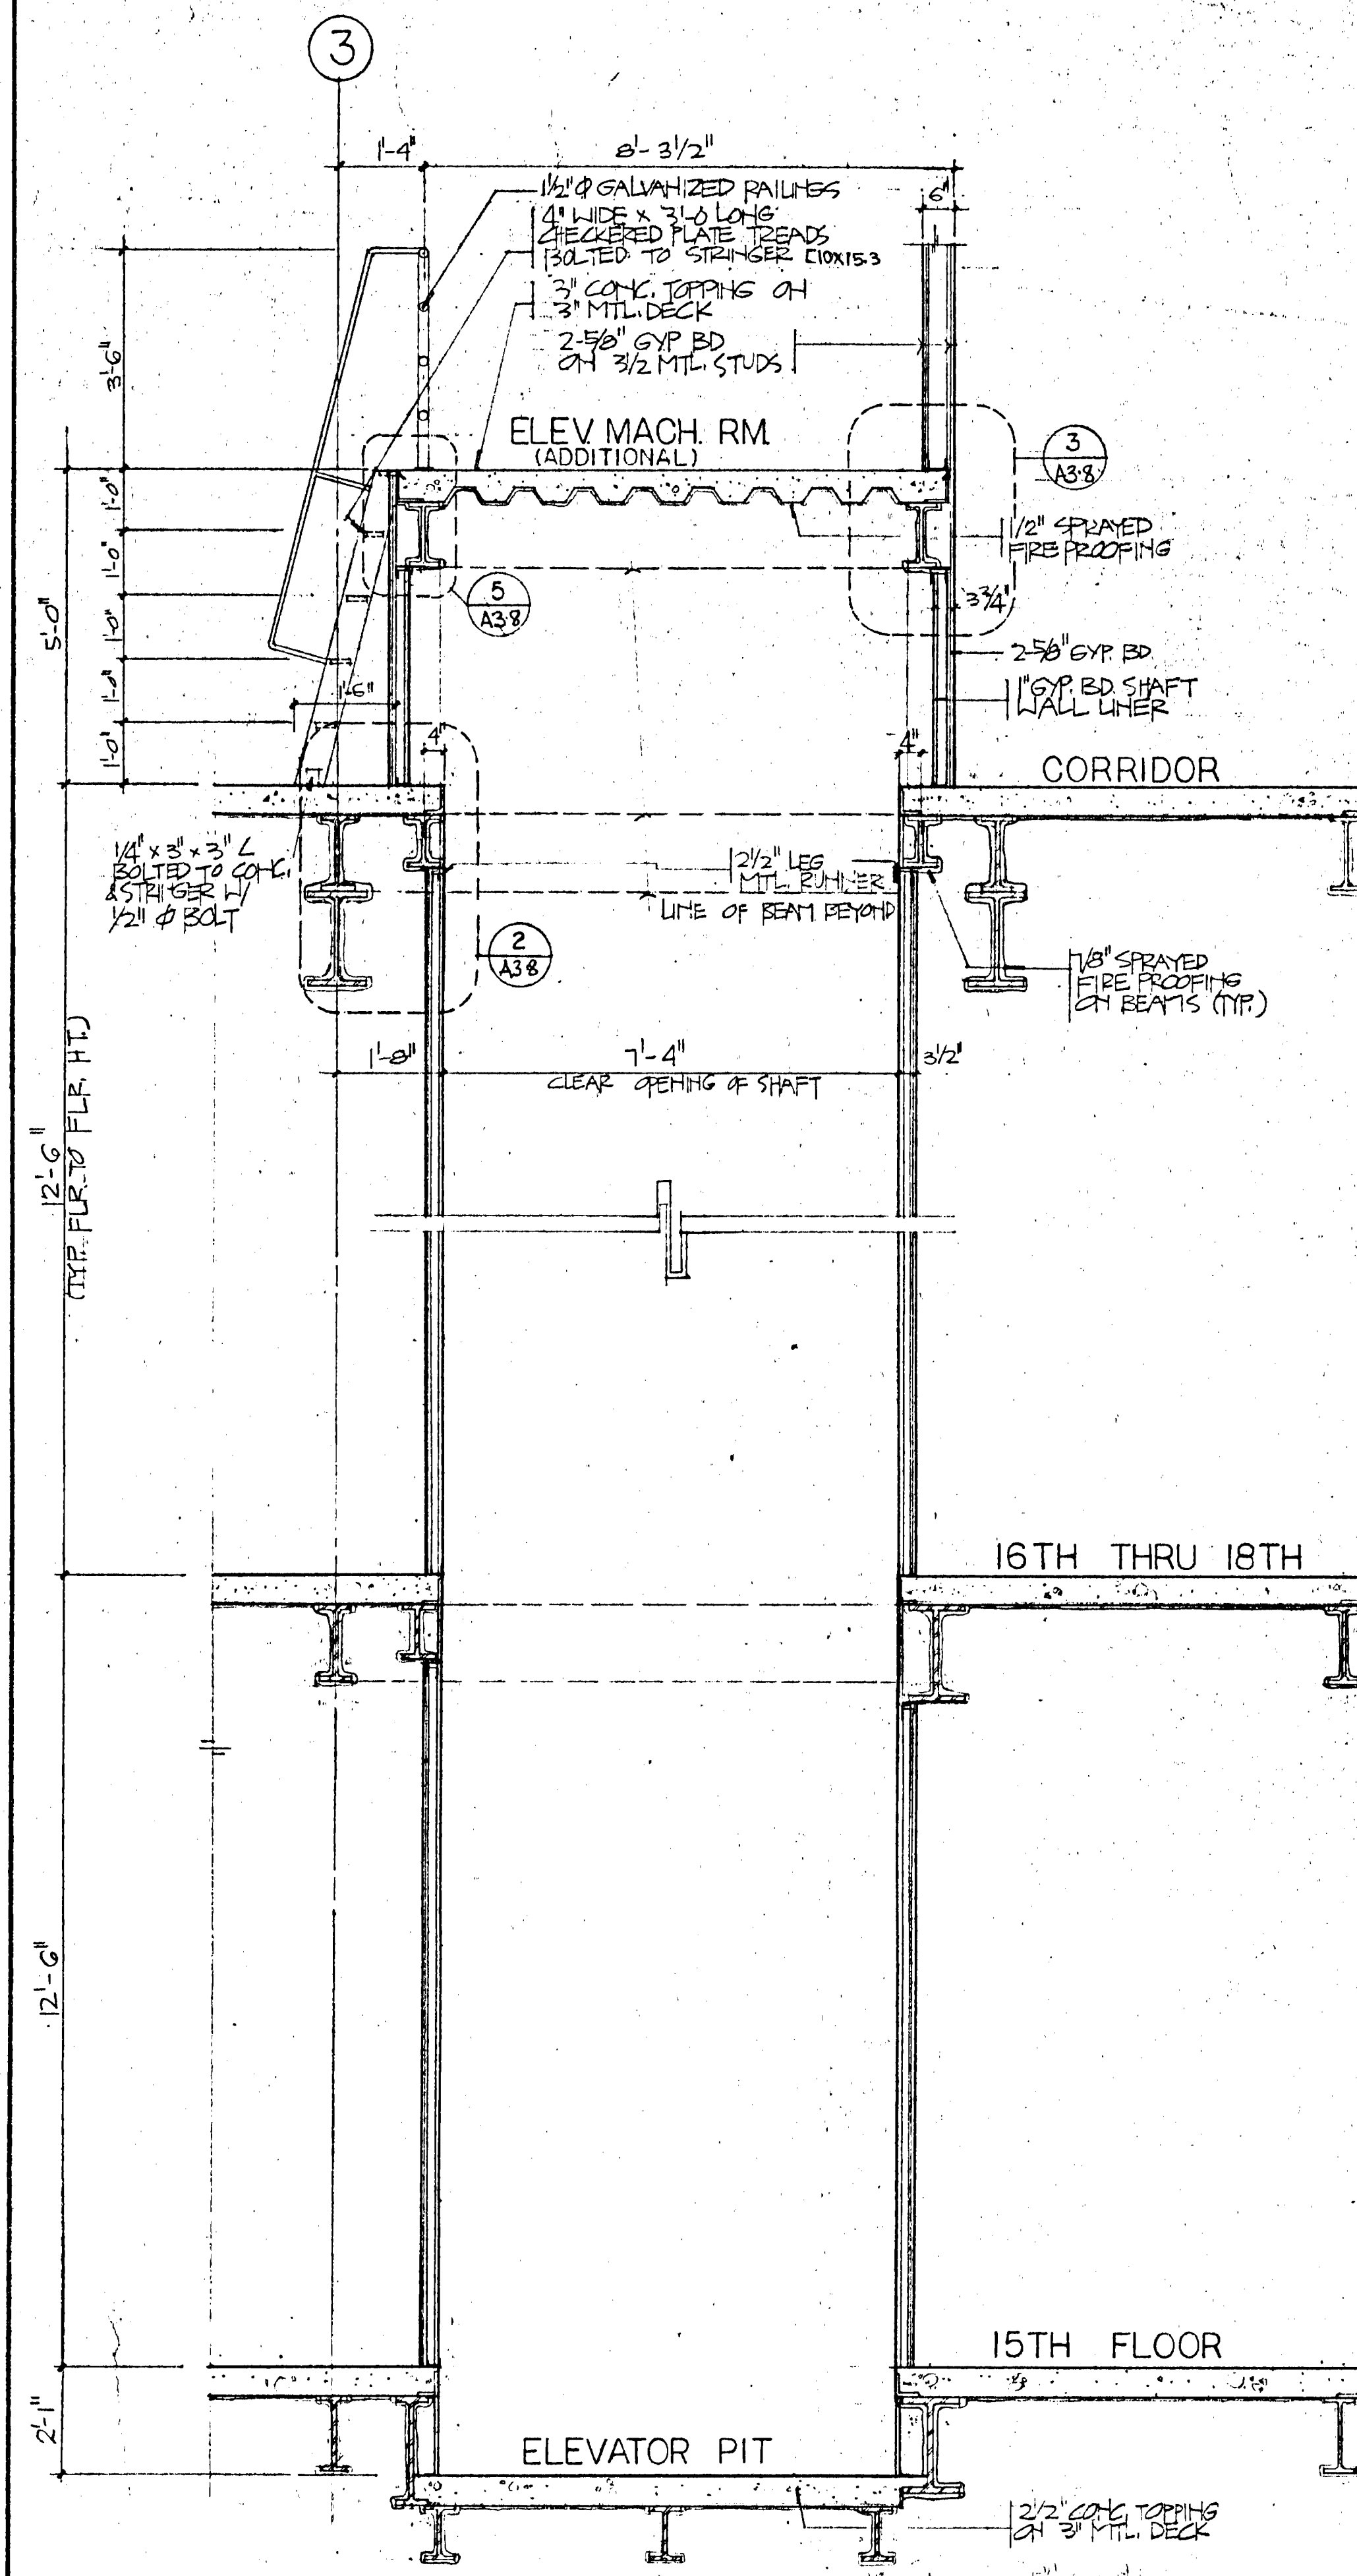 3
1'-4"
8'-3 1/2"
1 1/2" Φ GALVANIZED RAILINGS
6"
4" WIDE x 3'-0 LONG
CHECKERED PLATE TREADS
BOLTED TO STRINGER [10X15.3
3" CONC. TOPPING ON
3" MTL. DECK
2-5/8" GYP BD
ON 3 1/2 MTL. STUDS
3'-6"
ELEV. MACH. RM
(ADDITIONAL)
3
A3·8
1'-0"
1/2" SPRAYED
FIRE PROOFING
1'-0"
5
A3·8
3 3/4"
5'-0"
1'-0"
2-5/8" GYP. BD.
1" GYP. BD. SHAFT
WALL LINER
1'-0"
1'-6"
4"
4"
1'-0"
CORRIDOR
1/4" x 3" x 3" L
BOLTED TO CONC.
& STRINGER W/
1/2" Φ BOLT
2 1/2" LEG
MTL. RUNNER
LINE OF BEAM BEYOND
2
A3·8
7/8" SPRAYED
FIRE PROOFING
ON BEAMS (TYP.)
1'-8"
7'-4"
3 1/2"
CLEAR OPENING OF SHAFT
12'-6"
(TYP. FLR. TO FLR. HT.)
16TH THRU 18TH
12'-6"
15TH FLOOR
2'-1"
ELEVATOR PIT
2 1/2" CONC. TOPPING
ON 3" MTL. DECK